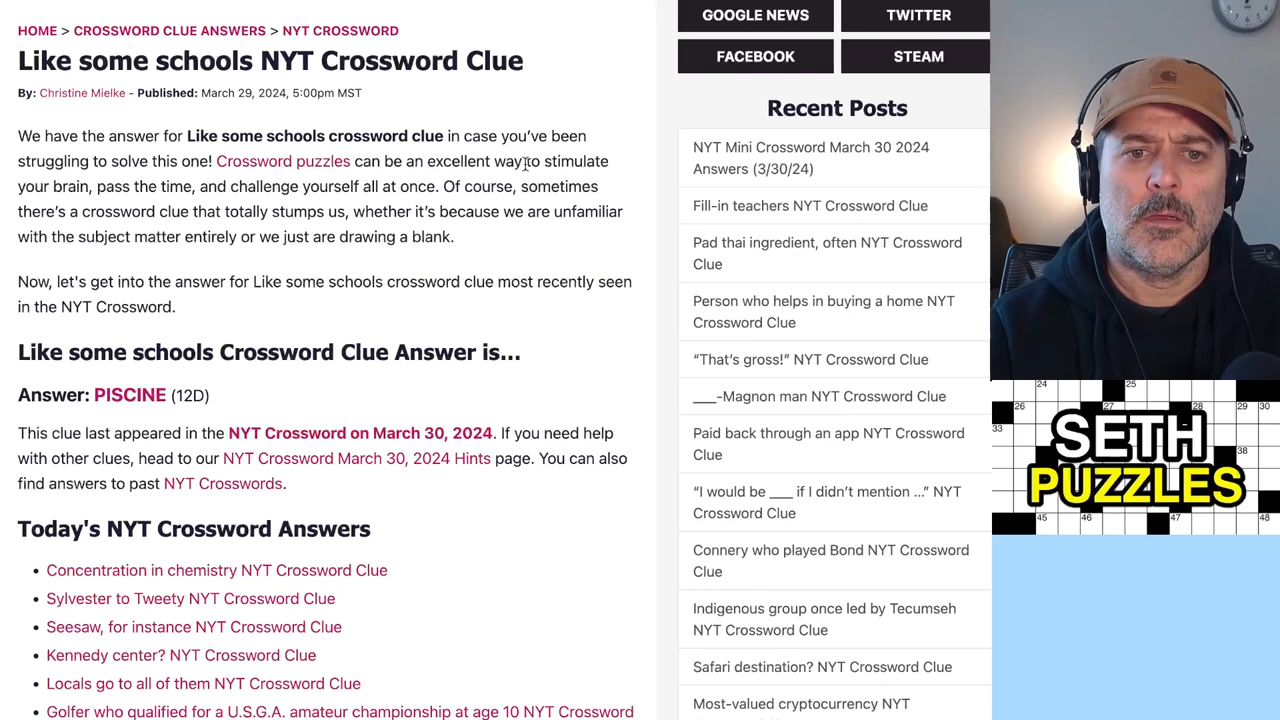 HOME > CROSSWORD CLUE ANSWERS > NYT CROSSWORD
Like some schools NYT Crossword Clue
By: Christine Mielke - Published: March 29, 2024, 5:00pm MST
We have the answer for Like some schools crossword clue in case you’ve been
struggling to solve this one! Crossword puzzles can be an excellent way to stimulate
your brain, pass the time, and challenge yourself all at once. Of course, sometimes
there’s a crossword clue that totally stumps us, whether it’s because we are unfamiliar
with the subject matter entirely or we just are drawing a blank.
Now, let's get into the answer for Like some schools crossword clue most recently seen
in the NYT Crossword.
Like some schools Crossword Clue Answer is...
Answer: PISCINE (12D)
This clue last appeared in the NYT Crossword on March 30, 2024. If you need help
with other clues, head to our NYT Crossword March 30, 2024 Hints page. You can also
find answers to past NYT Crosswords.
Today's NYT Crossword Answers
• Concentration in chemistry NYT Crossword Clue
• Sylvester to Tweety NYT Crossword Clue
• Seesaw, for instance NYT Crossword Clue
• Kennedy center? NYT Crossword Clue
• Locals go to all of them NYT Crossword Clue
• Golfer who qualified for a U.S.G.A. amateur championship at age 10 NYT Crossword
GOOGLE NEWS
TWITTER
FACEBOOK
STEAM
Recent Posts
NYT Mini Crossword March 30 2024
Answers (3/30/24)
Fill-in teachers NYT Crossword Clue
Pad thai ingredient, often NYT Crossword
Clue
Person who helps in buying a home NYT
Crossword Clue
“That’s gross!” NYT Crossword Clue
___-Magnon man NYT Crossword Clue
Paid back through an app NYT Crossword
Clue
“I would be ___ if I didn’t mention ...” NYT
Crossword Clue
Connery who played Bond NYT Crossword
Clue
Indigenous group once led by Tecumseh
NYT Crossword Clue
Safari destination? NYT Crossword Clue
Most-valued cryptocurrency NYT
24 25
26 27 28 29 30
33
SETH
38
PUZZLES
45 46 47 48